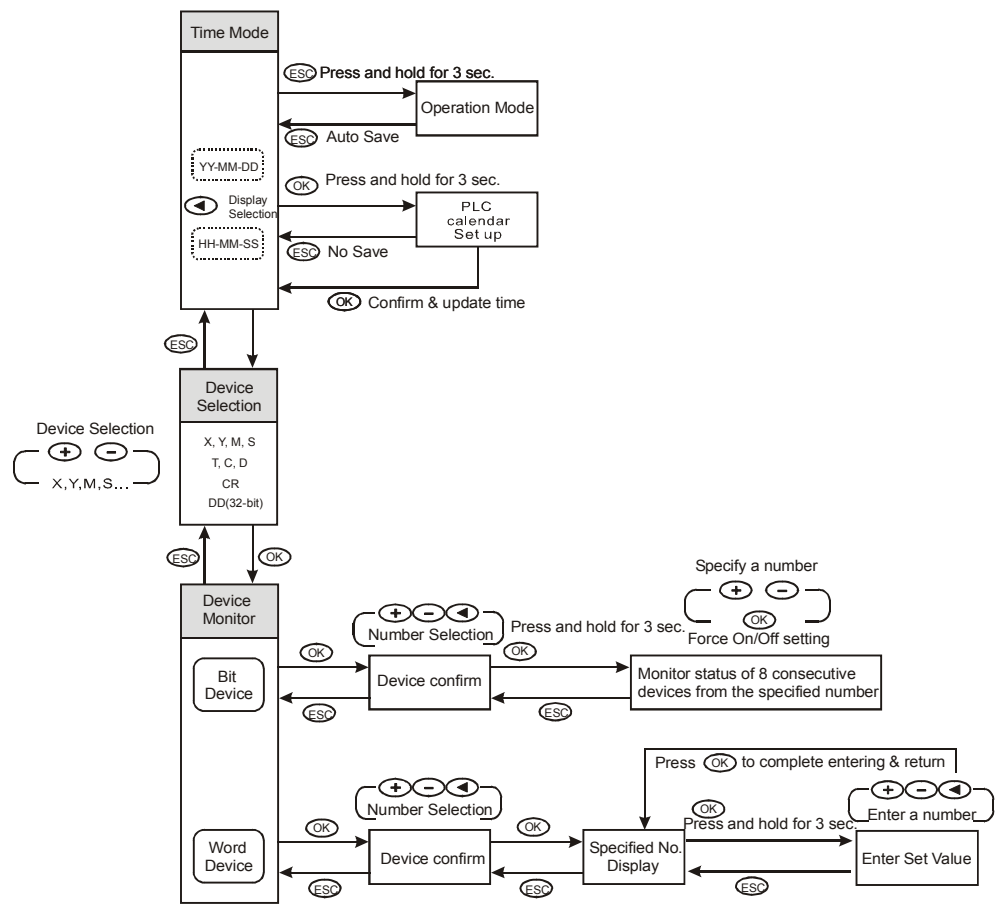 Time Mode
ESC Press and hold for 3 sec.
Operation Mode
ESC Auto Save
YY-MM-DD
OK Press and hold for 3 sec.
Display
Selection
PLC
calendar
Set up
HH-MM-SS
ESC No Save
OK Confirm & update time
ESC
Device
Selection
Device Selection
+ -
X,Y,M,S...
X, Y, M, S
T, C, D
CR
DD(32-bit)
ESC
OK
Device
Monitor
Specify a number
+ -
OK
Force On/Off setting
+ - ◄
Number Selection
Press and hold for 3 sec.
OK
OK
Bit
Device
Device confirm
Monitor status of 8 consecutive
devices from the specified number
ESC
ESC
Press OK to complete entering & return
+ - ◄
Number Selection
+ - ◄
Enter a number
OK
Press and hold for 3 sec.
OK
OK
Word
Device
Device confirm
Specified No.
Display
Enter Set Value
ESC
ESC
ESC